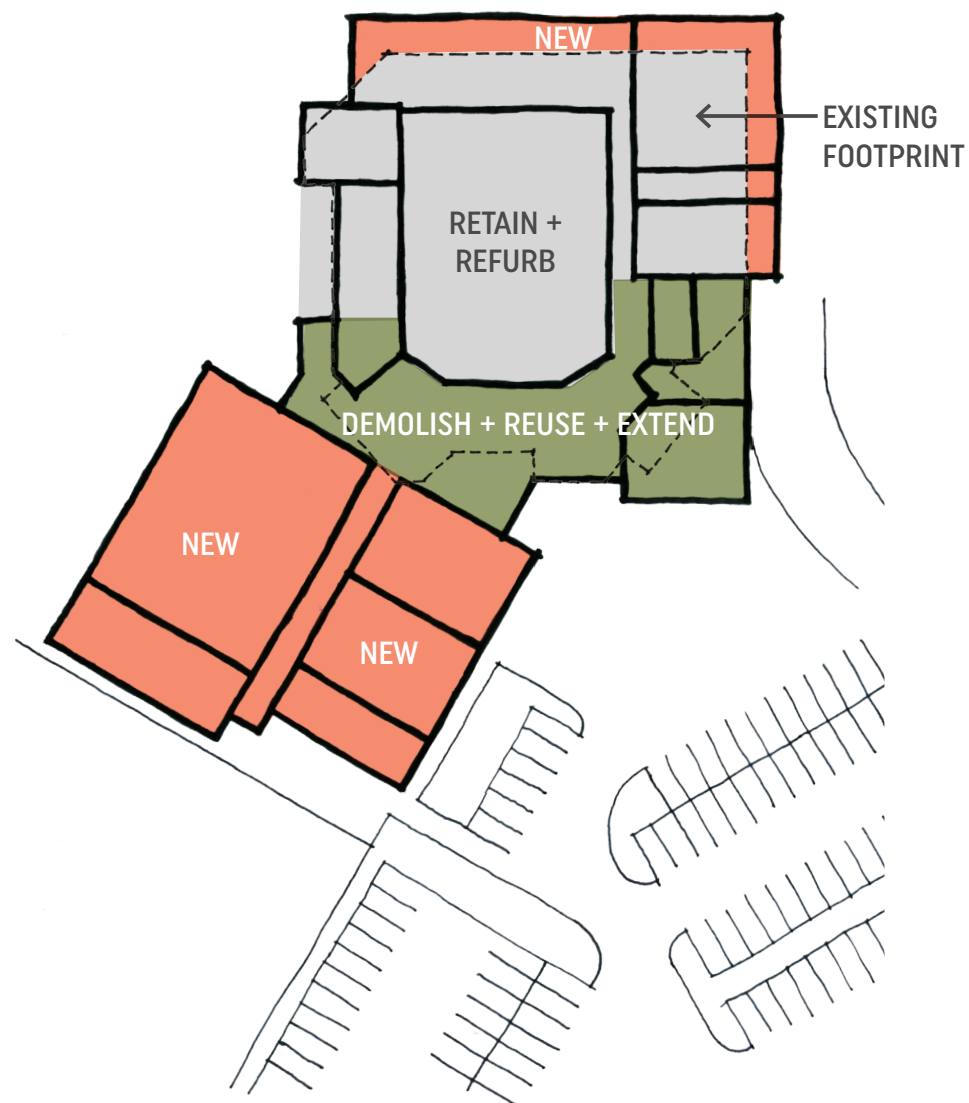 NEW
EXISTING
FOOTPRINT
RETAIN +
REFURB
DEMOLISH + REUSE + EXTEND
NEW
NEW